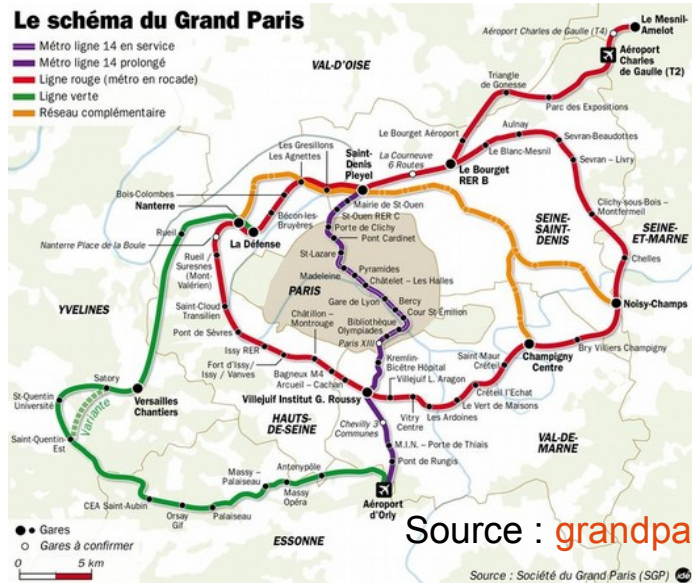 Le schéma du Grand Paris
Métro ligne 14 en service
Métro ligne 14 prolongé
Ligne rouge (métro en rocade)
Ligne verte
Réseau complémentaire
VAL-D'OISE
Aéroport Charles de Gaulle (T4)
Le Mesnil-
Amelot
Aéroport
Charles
de Gaulle (T2)
Triangle
de Gonesse
Parc des Expositions
Le Bourget Aéroport
Aulnay
Sevran-Beaudottes
Le Blanc-Mesnil
Sevran – Livry
La Courneuve
6 Routes
Le Bourget
RER B
Les Gresillons
Les Agnettes
Saint-
Denis
Pleyel
Bois-Colombes
Nanterre
Bécon-les-
Bruyères
La Défense
Rueil
Nanterre Place de la Boule
Mairie de St-Ouen
St-Ouen RER C
Porte de Clichy
Pont Cardinet
St-Lazare
Madeleine
Pyramides
Châtelet – Les Halles
Gare de Lyon
Bercy
Cour St-Emilion
Bibliothèque
Olympiades
Paris XIII
PARIS
Clichy-sous-Bois –
Montfermeil
SEINE-
SAINT-
DENIS
SEINE-
ET-MARNE
Chelles
Noisy-Champs
Rueil /
Suresnes
(Mont-
Valérien)
Saint-Cloud
Transilien
Pont de Sèvres
Châtillon –
Montrouge
Issy RER
Fort d'Issy/
Issy / Vanves
Bagneux M4
Arcueil – Cachan
Villejuif Institut G. Roussy
Kremlin-
Bicêtre Hôpital
Villejuif L. Aragon
Vitry
Centre
Les Ardoines
Le Vert de Maisons
Créteil l'Echat
Saint-Maur
Créteil
Champigny
Centre
Bry Villiers Champigny
YVELINES
Satory
Variante
Versailles
Chantiers
St-Quentin
Université
Saint-Quentin-
Est
HAUTS-
DE-SEINE
Chevilly 3
Communes
M.I.N. – Porte de Thiais
Pont de Rungis
VAL-DE-
MARNE
CEA Saint-Aubin
Orsay
Gif
Palaiseau
Massy –
Palaiseau
Massy
Opéra
Antonypôle
Aéroport
d'Orly
ESSONNE
Gares
Gares à confirmer
0 5 km
Source : grandpa
Source : Société du Grand Paris (SGP)
idé